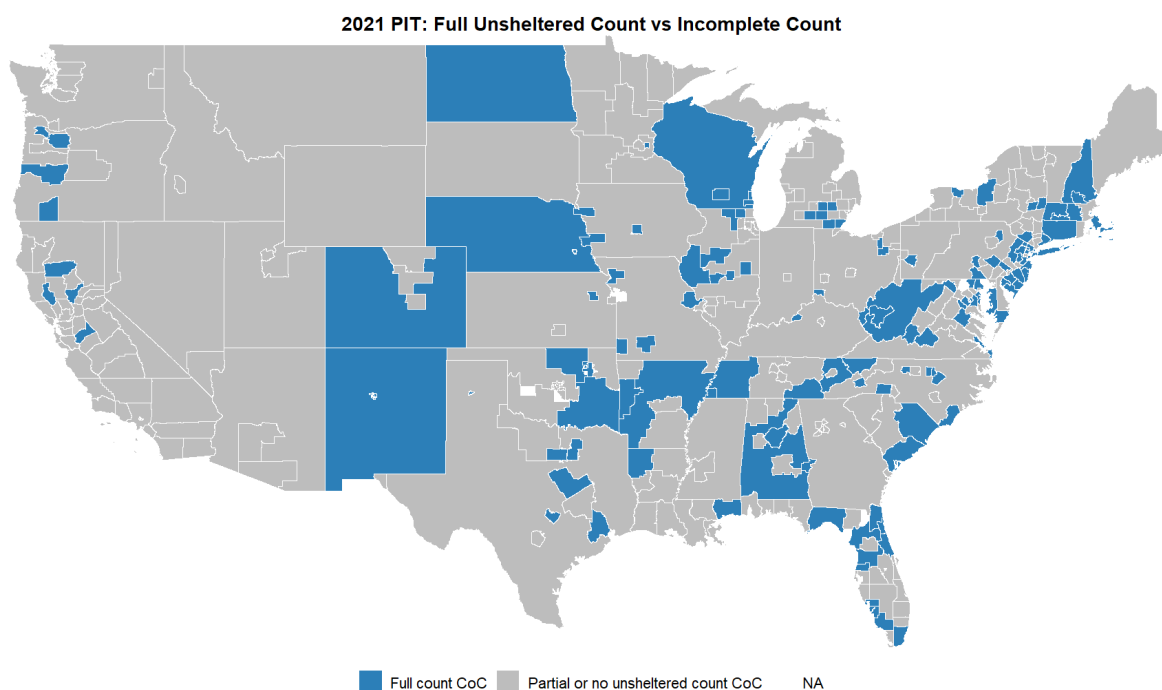 2021 PIT: Full Unsheltered Count vs Incomplete Count
Full count CoC Partial or no unsheltered count CoC NA